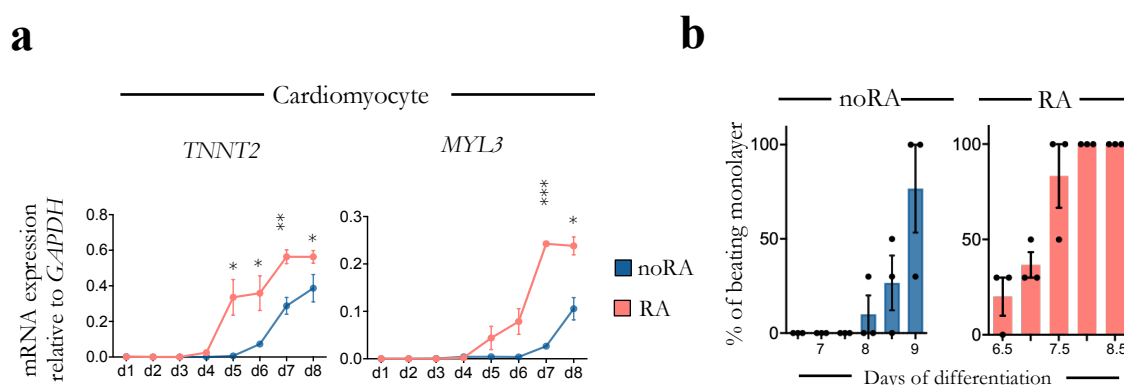 a
Cardiomyocyte
TNNT2
MYL3
mRNA expression
relative to GAPDH
0.8
0.6
0.4
0.2
0.0
* * ** *
d1 d2 d3 d4 d5 d6 d7 d8
0.3
0.2
0.1
0.0
*** *
d1 d2 d3 d4 d5 d6 d7 d8
noRA
RA
b
noRA
RA
% of beating monolayer
100
50
0
7 8 9
100
50
0
6.5 7.5 8.5
Days of differentiation